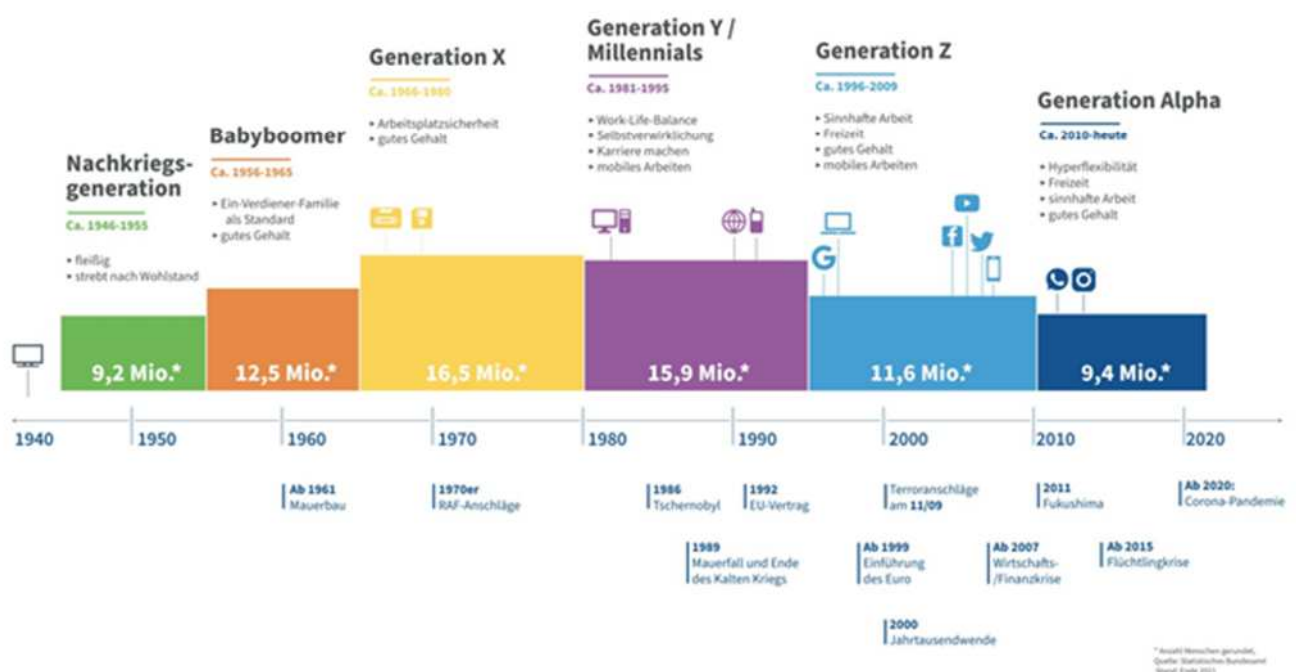 Nachkriegs-
generation
Ca. 1946-1955
• fleißig
• strebt nach Wohlstand
Babyboomer
Ca. 1956-1965
• Ein-Verdiener-Familie
als Standard
• gutes Gehalt
Generation X
Ca. 1966-1980
• Arbeitsplatzsicherheit
• gutes Gehalt
Generation Y /
Millennials
Ca. 1981-1995
• Work-Life-Balance
• Selbstverwirklichung
• Karriere machen
• mobiles Arbeiten
Generation Z
Ca. 1996-2009
• Sinnhafte Arbeit
• Freizeit
• gutes Gehalt
• mobiles Arbeiten
Generation Alpha
Ca. 2010-heute
• Hyperflexibilität
• Freizeit
• sinnhafte Arbeit
• gutes Gehalt
9,2 Mio.*
12,5 Mio.*
16,5 Mio.*
15,9 Mio.*
11,6 Mio.*
9,4 Mio.*
1940
1950
1960
1970
1980
1990
2000
2010
2020
Ab 1961
Mauerbau
1970er
RAF-Anschläge
1986
Tschernobyl
1992
EU-Vertrag
Terroranschläge
am 11/09
2011
Fukushima
Ab 2020:
Corona-Pandemie
1989
Mauerfall und Ende
des Kalten Kriegs
Ab 1999
Einführung
des Euro
Ab 2007
Wirtschafts-
/Finanzkrise
Ab 2015
Flüchtlingkrise
2000
Jahrtausendwende
* Anzahl Menschen gerundet,
Quelle: Statistisches Bundesamt
Stand: Ende